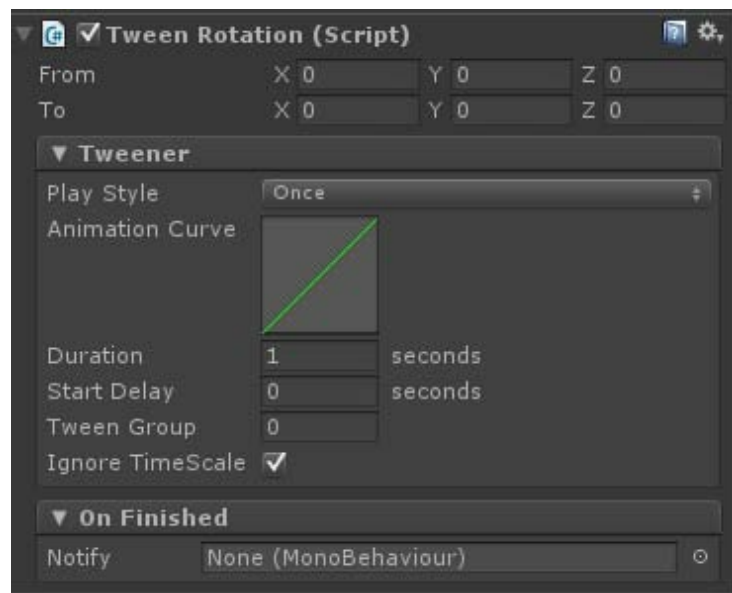 Tween Rotation (Script)
From X 0 Y 0 Z 0
To X 0 Y 0 Z 0
Tweener
Play Style Once
Animation Curve
Duration 1 seconds
Start Delay 0 seconds
Tween Group 0
Ignore TimeScale
On Finished
Notify None (MonoBehaviour)